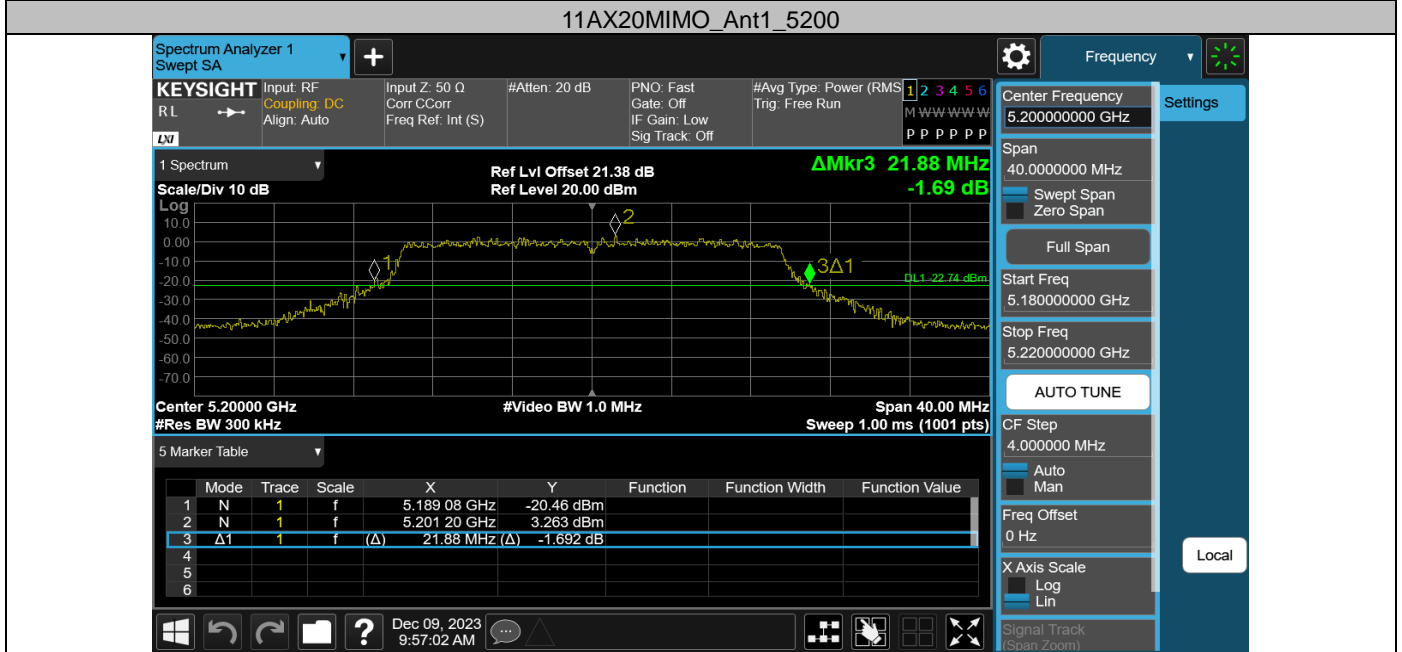 11AX20MIMO_Ant1_5200
Spectrum Analyzer 1
Swept SA
+
Frequency
KEYSIGHT
RL
LXI
Input: RF
Coupling: DC
Align: Auto
Input Z: 50 Ω
Corr CCorr
Freq Ref: Int (S)
#Atten: 20 dB
PNO: Fast
Gate: Off
IF Gain: Low
Sig Track: Off
#Avg Type: Power (RMS
Trig: Free Run
1 2 3 4 5 6
M W W W W W
P P P P P P
Settings
1 Spectrum
Scale/Div 10 dB
Ref Lvl Offset 21.38 dB
Ref Level 20.00 dBm
ΔMkr3 21.88 MHz
-1.69 dB
Log
10.0
0.00
-10.0
-20.0
-30.0
-40.0
-50.0
-60.0
-70.0
1
2
3Δ1
DL1 -22.74 dBm
Center 5.20000 GHz
#Video BW 1.0 MHz
Span 40.00 MHz
#Res BW 300 kHz
Sweep 1.00 ms (1001 pts)
5 Marker Table
Mode Trace Scale X Y Function Function Width Function Value
1 N 1 f 5.189 08 GHz -20.46 dBm
2 N 1 f 5.201 20 GHz 3.263 dBm
3 Δ1 1 f (Δ) 21.88 MHz (Δ) -1.692 dB
4
5
6
Center Frequency
5.200000000 GHz
Span
40.0000000 MHz
Swept Span
Zero Span
Full Span
Start Freq
5.180000000 GHz
Stop Freq
5.220000000 GHz
AUTO TUNE
CF Step
4.000000 MHz
Auto
Man
Freq Offset
0 Hz
X Axis Scale
Log
Lin
Signal Track
(Span Zoom)
Local
?
Dec 09, 2023
9:57:02 AM